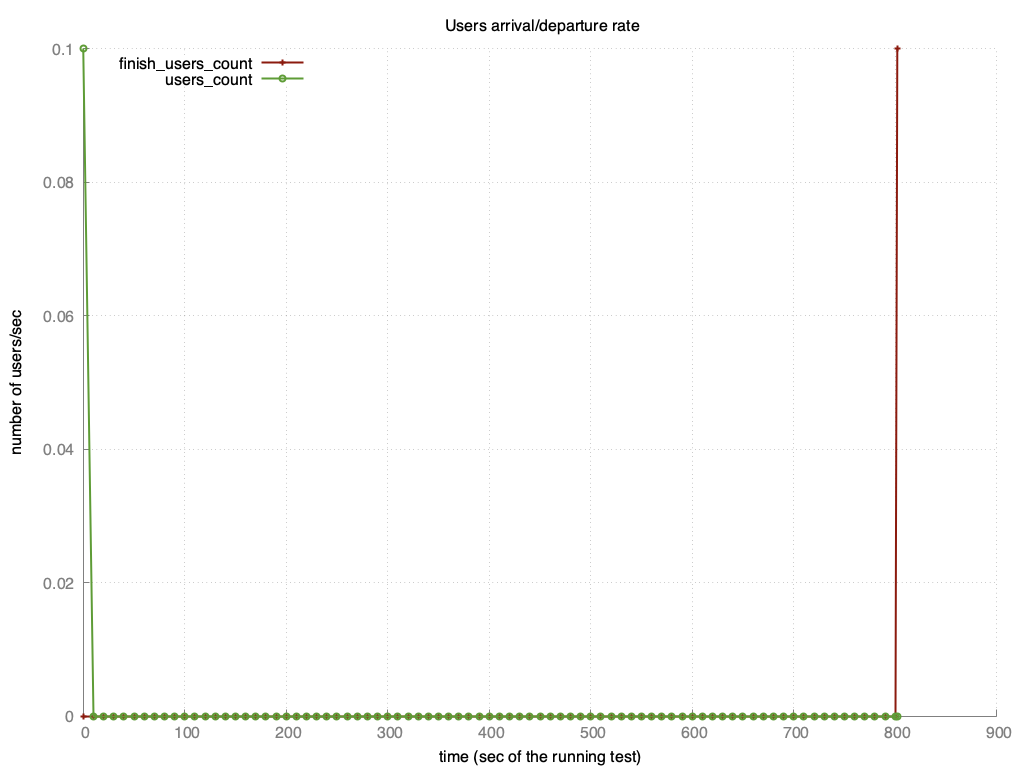 Users arrival/departure rate
finish_users_count
users_count
number of users/sec
0.1
0.08
0.06
0.04
0.02
0
0 100 200 300 400 500 600 700 800 900
time (sec of the running test)